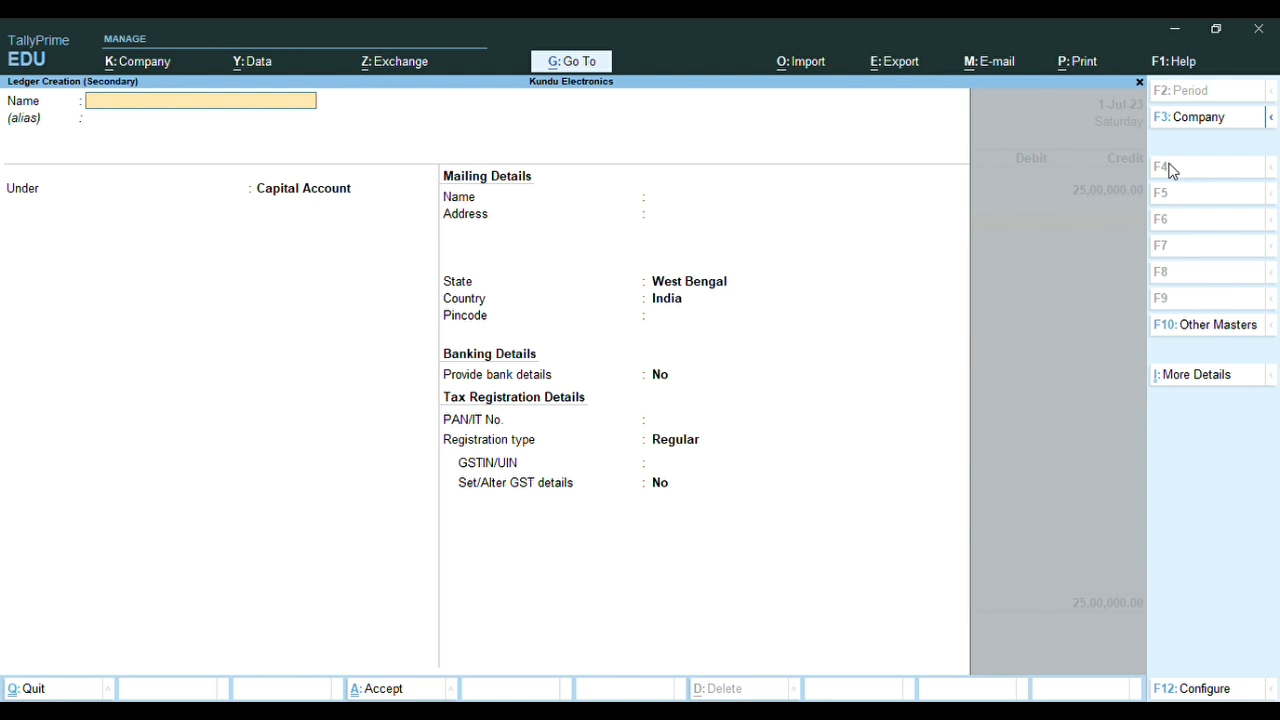 TallyPrime
EDU
MANAGE
K: Company
Y: Data
Z: Exchange
G: Go To
O: Import
E: Export
M: E-mail
P: Print
F1: Help
Ledger Creation (Secondary)
Kundu Electronics
Name :
(alias) :
Under : Capital Account
Mailing Details
Name :
Address :
State : West Bengal
Country : India
Pincode :
Banking Details
Provide bank details : No
Tax Registration Details
PAN/IT No. :
Registration type : Regular
GSTIN/UIN :
Set/Alter GST details : No
1-Jul-23
Saturday
Debit Credit
25,00,000.00
25,00,000.00
F2: Period
F3: Company
F4
F5
F6
F7
F8
F9
F10: Other Masters
I: More Details
Q: Quit
A: Accept
D: Delete
F12: Configure